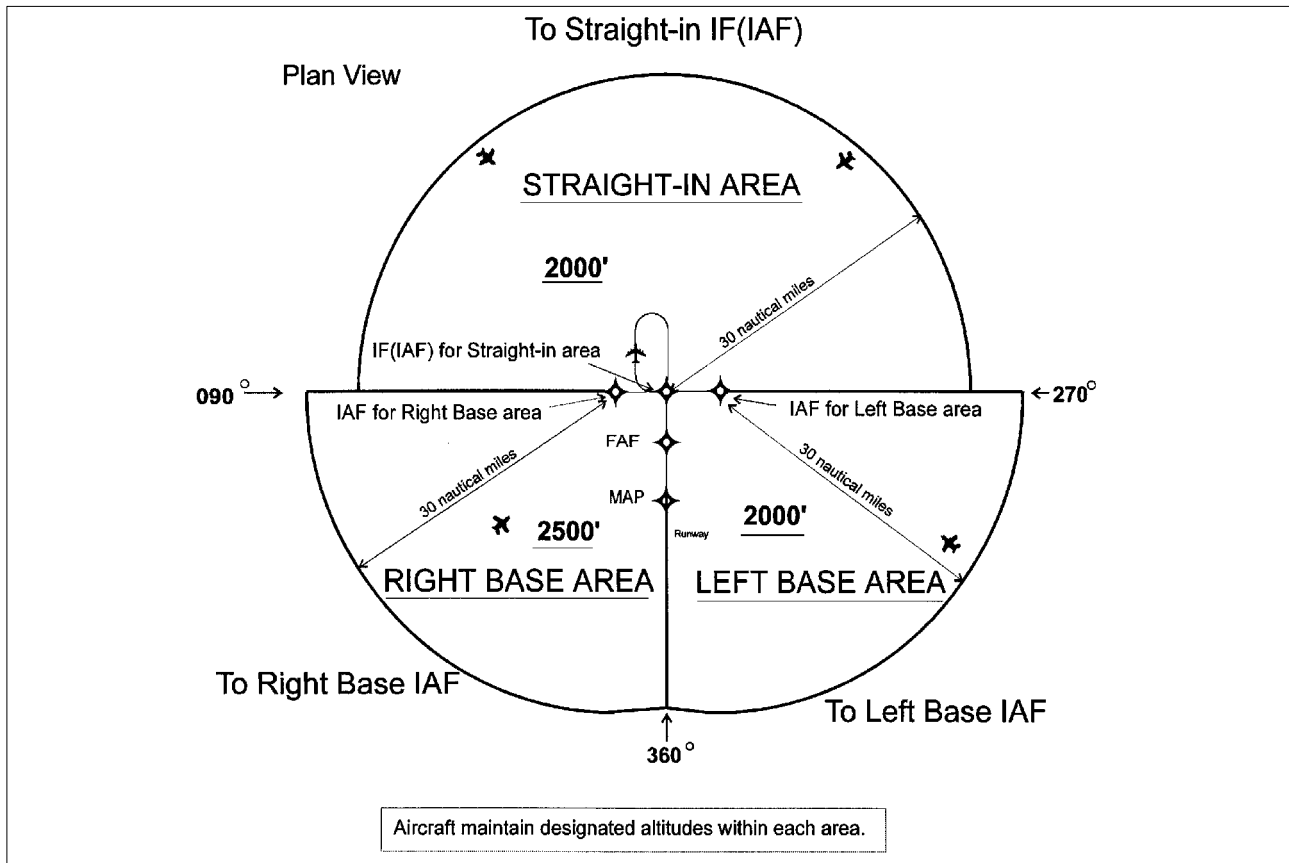 To Straight-in IF(IAF)
Plan View
STRAIGHT-IN AREA
2000'
30 nautical miles
IF(IAF) for Straight-in area
090°
270°
IAF for Right Base area
IAF for Left Base area
FAF
30 nautical miles
30 nautical miles
MAP
2500'
2000'
Runway
RIGHT BASE AREA
LEFT BASE AREA
To Right Base IAF
To Left Base IAF
360°
Aircraft maintain designated altitudes within each area.